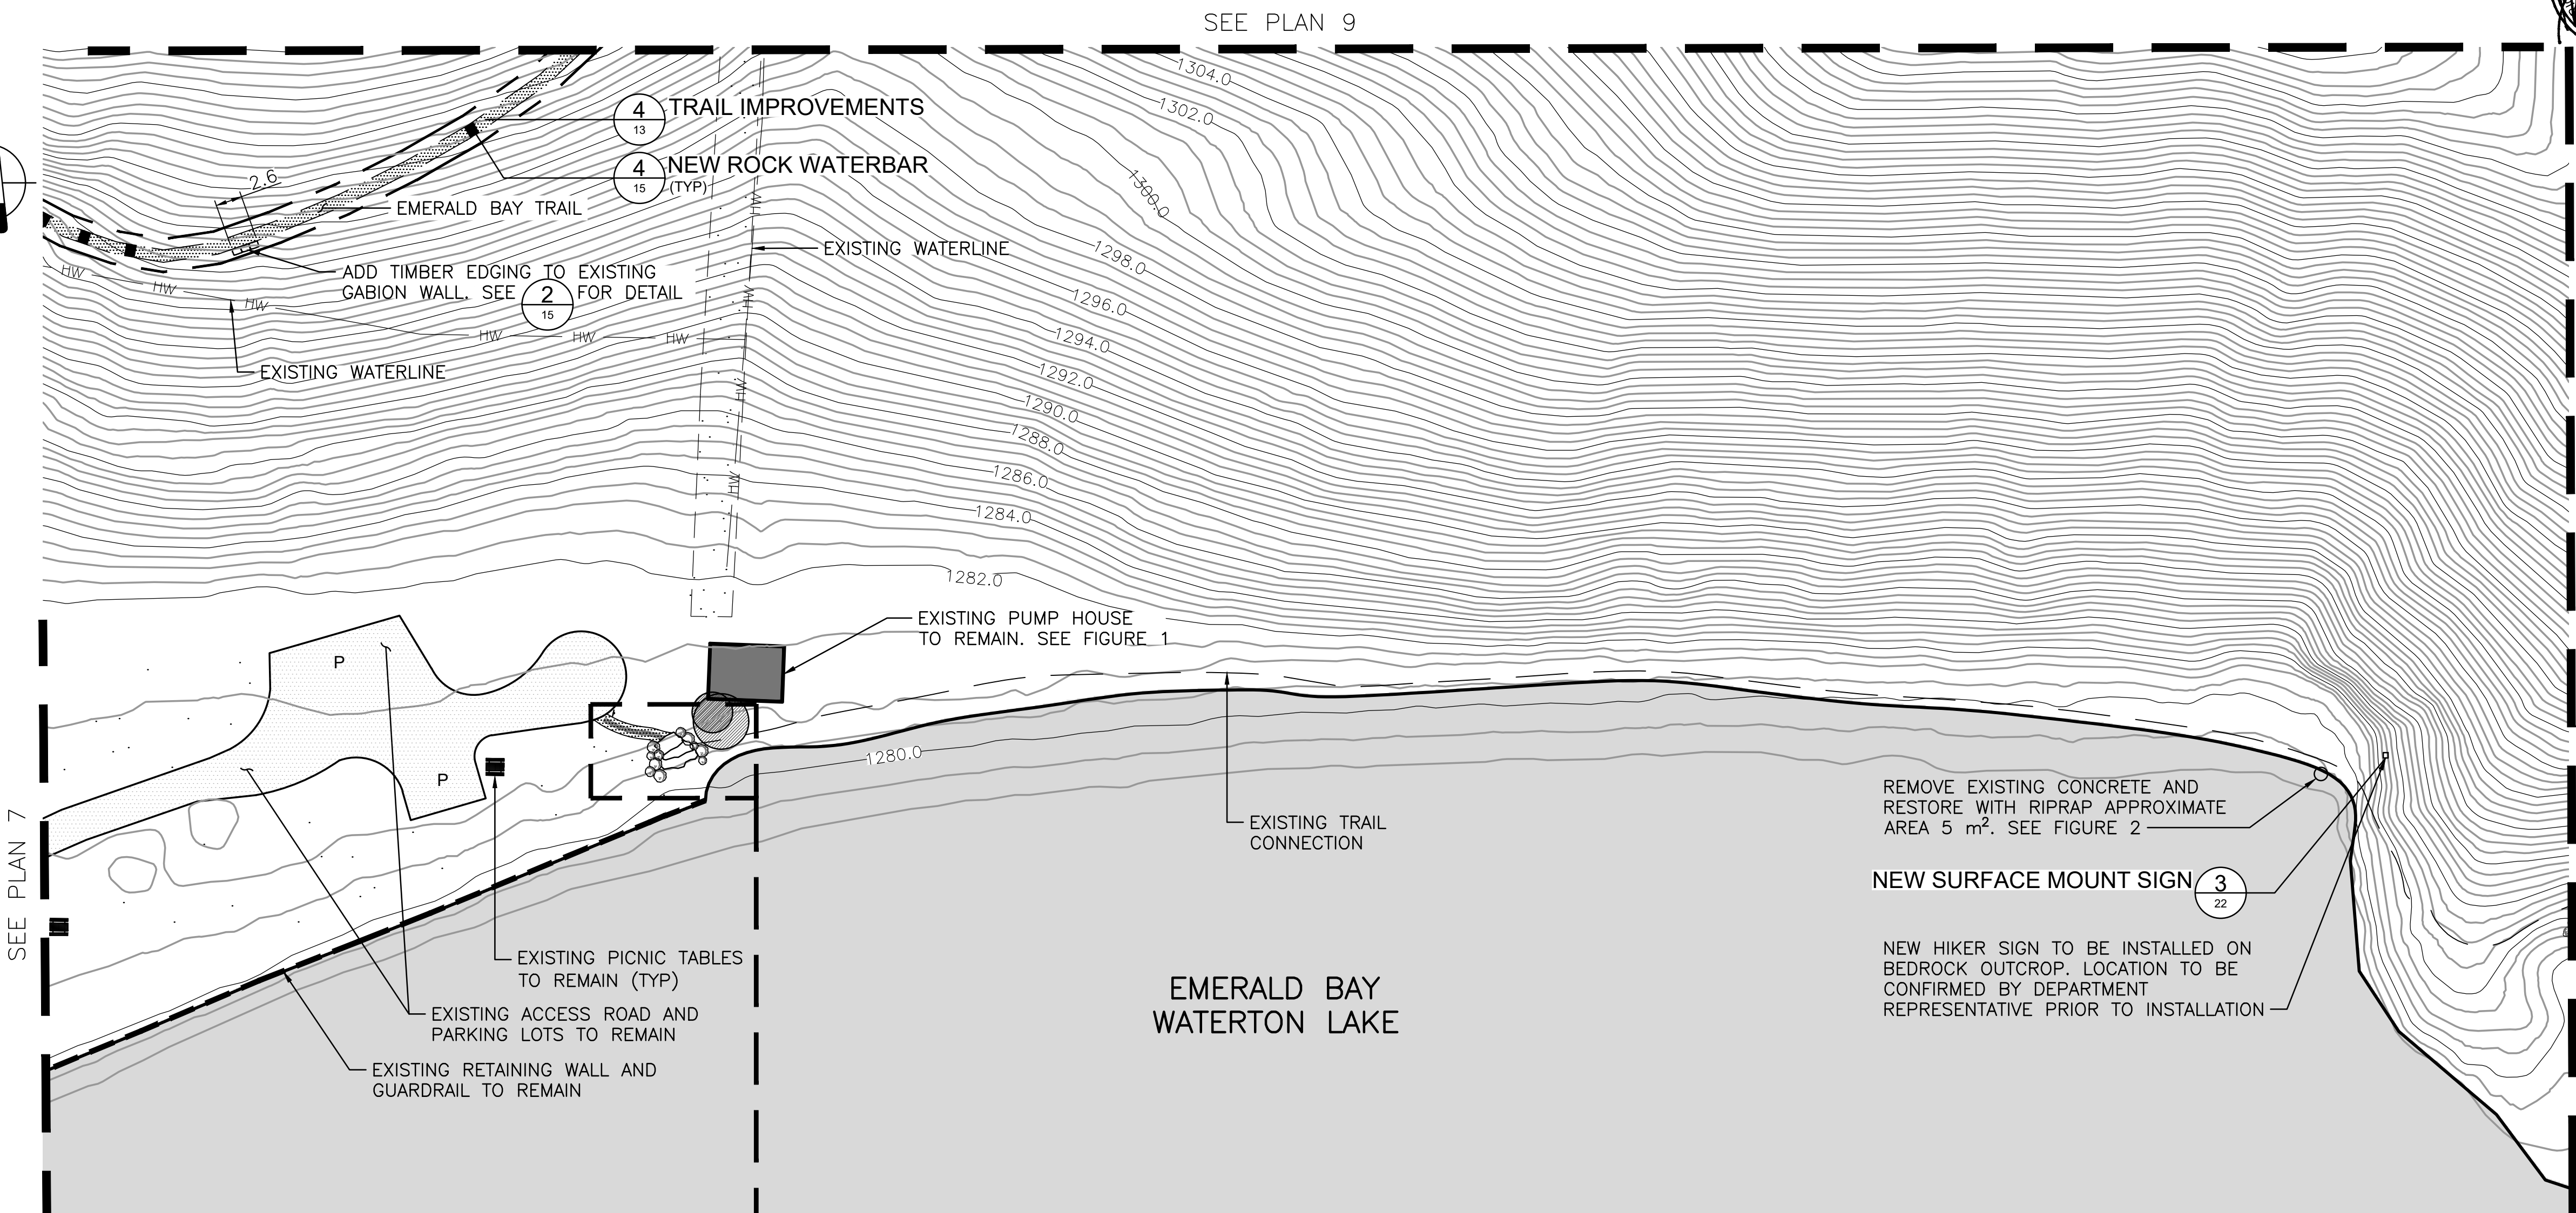 SEE PLAN 9
1304.0
1302.0
1300.0
1298.0
1296.0
1294.0
1292.0
1290.0
1288.0
1286.0
1284.0
1282.0
1280.0
4
13
TRAIL IMPROVEMENTS
4
15
NEW ROCK WATERBAR
(TYP)
2.6
EMERALD BAY TRAIL
EXISTING WATERLINE
ADD TIMBER EDGING TO EXISTING
GABION WALL. SEE 2 FOR DETAIL
15
HW
HW
HW
HW
HW
HW
HW
HW
HW
HW
EXISTING WATERLINE
EXISTING PUMP HOUSE
TO REMAIN. SEE FIGURE 1
P
P
SEE PLAN 7
EXISTING TRAIL
CONNECTION
REMOVE EXISTING CONCRETE AND
RESTORE WITH RIPRAP APPROXIMATE
AREA 5 m². SEE FIGURE 2
NEW SURFACE MOUNT SIGN
3
22
NEW HIKER SIGN TO BE INSTALLED ON
BEDROCK OUTCROP. LOCATION TO BE
CONFIRMED BY DEPARTMENT
REPRESENTATIVE PRIOR TO INSTALLATION
EXISTING PICNIC TABLES
TO REMAIN (TYP)
EXISTING ACCESS ROAD AND
PARKING LOTS TO REMAIN
EXISTING RETAINING WALL AND
GUARDRAIL TO REMAIN
EMERALD BAY
WATERTON LAKE